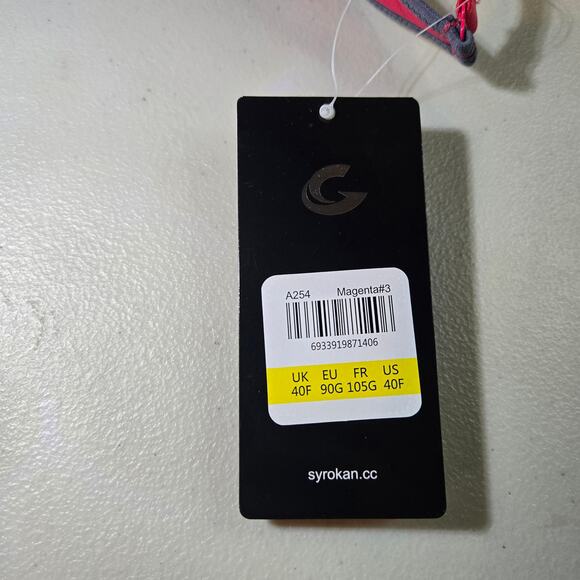 A254 Magenta#3
6933919871406
UK EU FR US
40F 90G 105G 40F
syrokan.cc